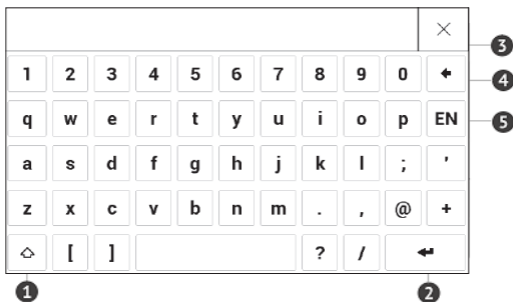 3
1 2 3 4 5 6 7 8 9 0
4
q w e r t y u i o p EN
5
a s d f g h j k l ; '
z x c v b n m . , @ +
[ ] ? /
1 2